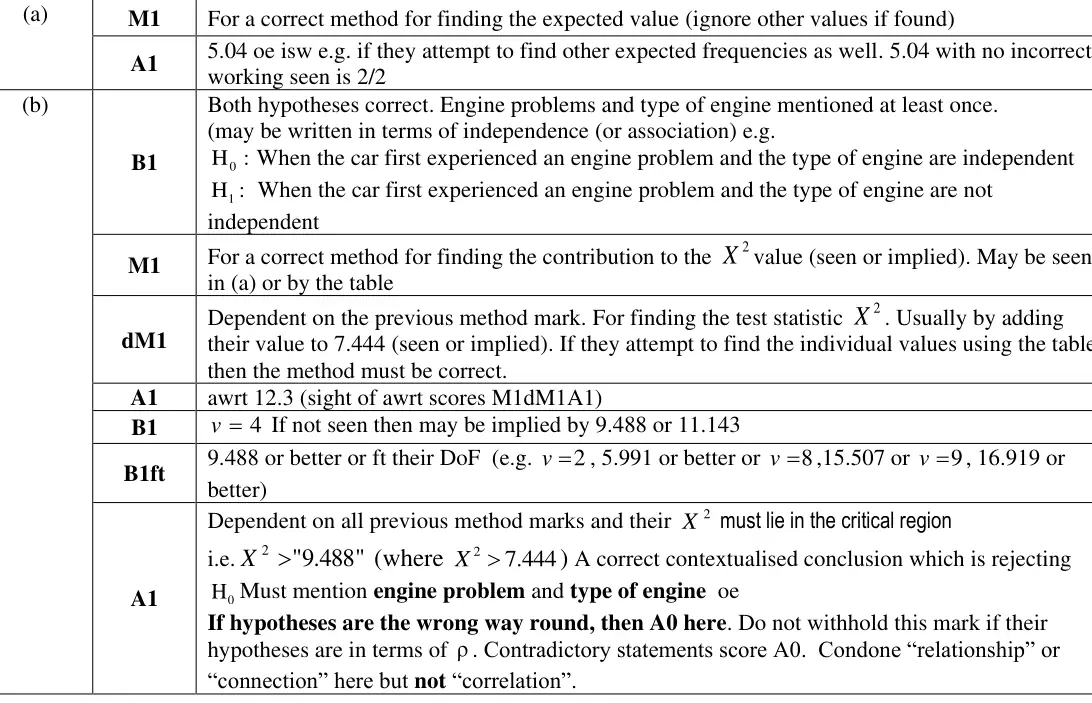 (a) M1 For a correct method for finding the expected value (ignore other values if found)
A1 5.04 oe isw e.g. if they attempt to find other expected frequencies as well. 5.04 with no incorrect
working seen is 2/2
(b) Both hypotheses correct. Engine problems and type of engine mentioned at least once.
(may be written in terms of independence (or association) e.g.
B1 H₀ : When the car first experienced an engine problem and the type of engine are independent
H₁ : When the car first experienced an engine problem and the type of engine are not
independent
M1 For a correct method for finding the contribution to the X² value (seen or implied). May be seen
in (a) or by the table
Dependent on the previous method mark. For finding the test statistic X². Usually by adding
dM1 their value to 7.444 (seen or implied). If they attempt to find the individual values using the table
then the method must be correct.
A1 awrt 12.3 (sight of awrt scores M1dM1A1)
B1 v = 4 If not seen then may be implied by 9.488 or 11.143
B1ft 9.488 or better or ft their DoF (e.g. v =2 , 5.991 or better or v =8 ,15.507 or v =9 , 16.919 or
better)
Dependent on all previous method marks and their X² must lie in the critical region
i.e. X² >"9.488" (where X² > 7.444 ) A correct contextualised conclusion which is rejecting
A1 H₀ Must mention engine problem and type of engine oe
If hypotheses are the wrong way round, then A0 here. Do not withhold this mark if their
hypotheses are in terms of ρ . Contradictory statements score A0. Condone “relationship” or
“connection” here but not “correlation”.